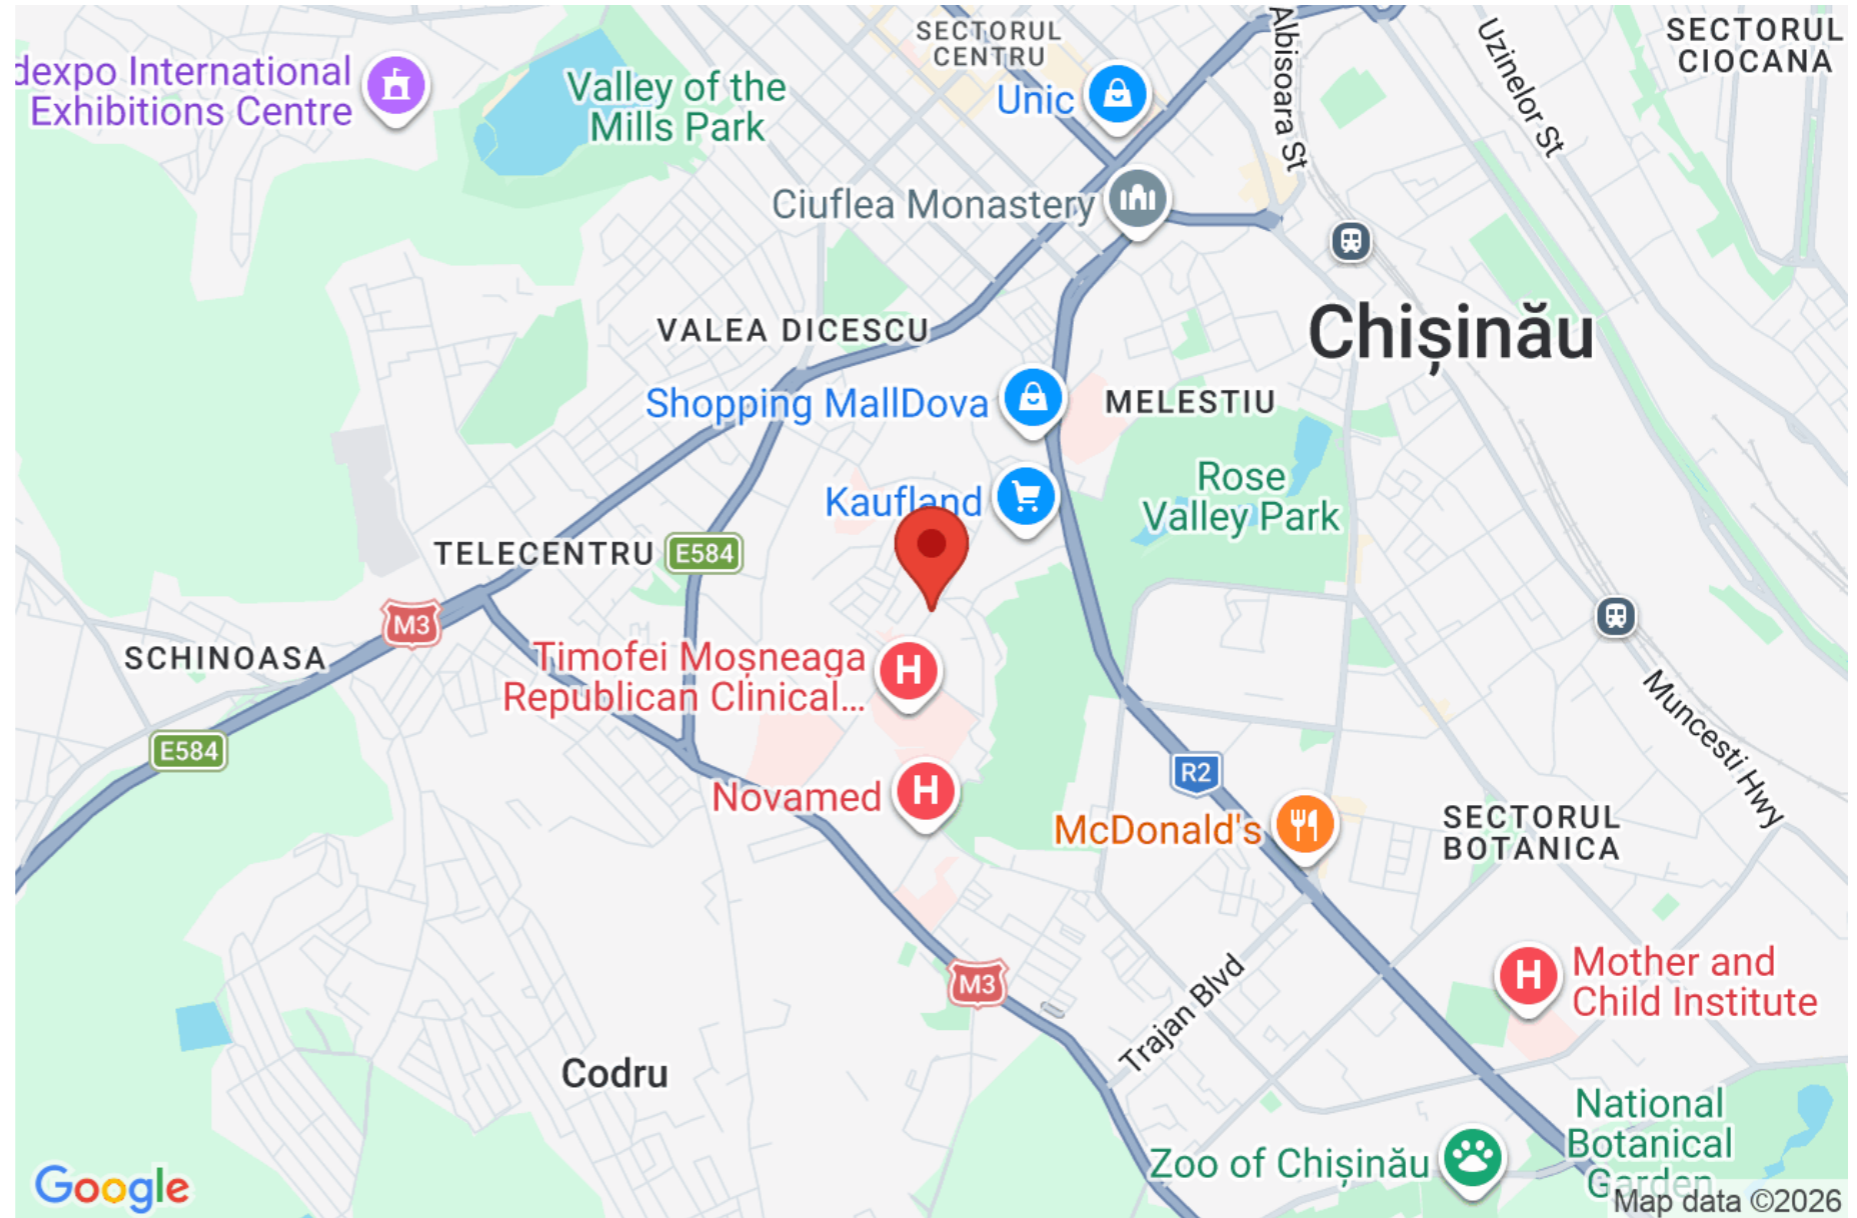 SECTORUL
CENTRU
SECTORUL
CIOCANA
dexpo International
Exhibitions Centre
Valley of the
Mills Park
Unic
Albisoara St
Uzinelor St
Ciuflea Monastery
Chișinău
VALEA DICESCU
Shopping MallDova
MELESTIU
Rose
Valley Park
Kaufland
TELECENTRU
E584
M3
SCHINOASA
Timofei Moșneaga
Republican Clinical...
E584
Muncesti Hwy
R2
Novamed
McDonald's
SECTORUL
BOTANICA
M3
Trajan Blvd
Mother and
Child Institute
Codru
National
Botanical
Garden
Zoo of Chișinău
Google
Map data ©2026